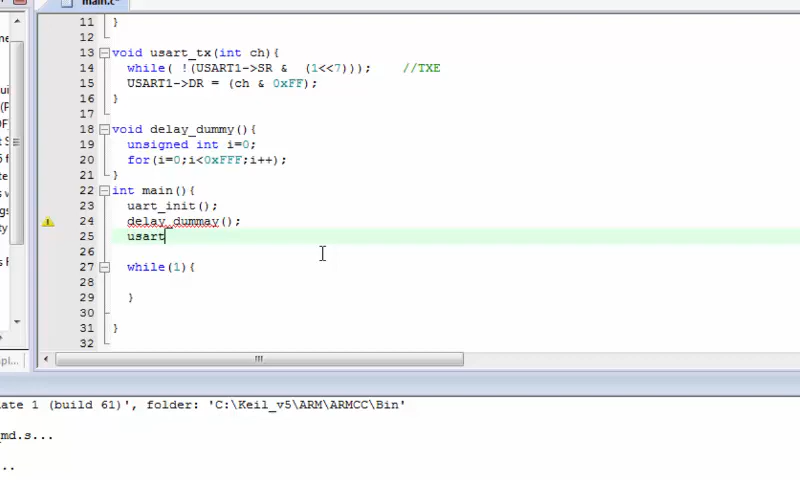 main.c*
11 }
12
13 void usart_tx(int ch){
14 while( !(USART1->SR & (1<<7))); //TXE
15 USART1->DR = (ch & 0xFF);
16 }
17
18 void delay_dummy(){
19 unsigned int i=0;
20 for(i=0;i<0xFFF;i++);
21 }
22 int main(){
23 uart_init();
24 delay_dummay();
25 usart
26
27 while(1){
28
29 }
30
31 }
32
ate 1 (build 61)', folder: 'C:\Keil_v5\ARM\ARMCC\Bin'
md.s...
..